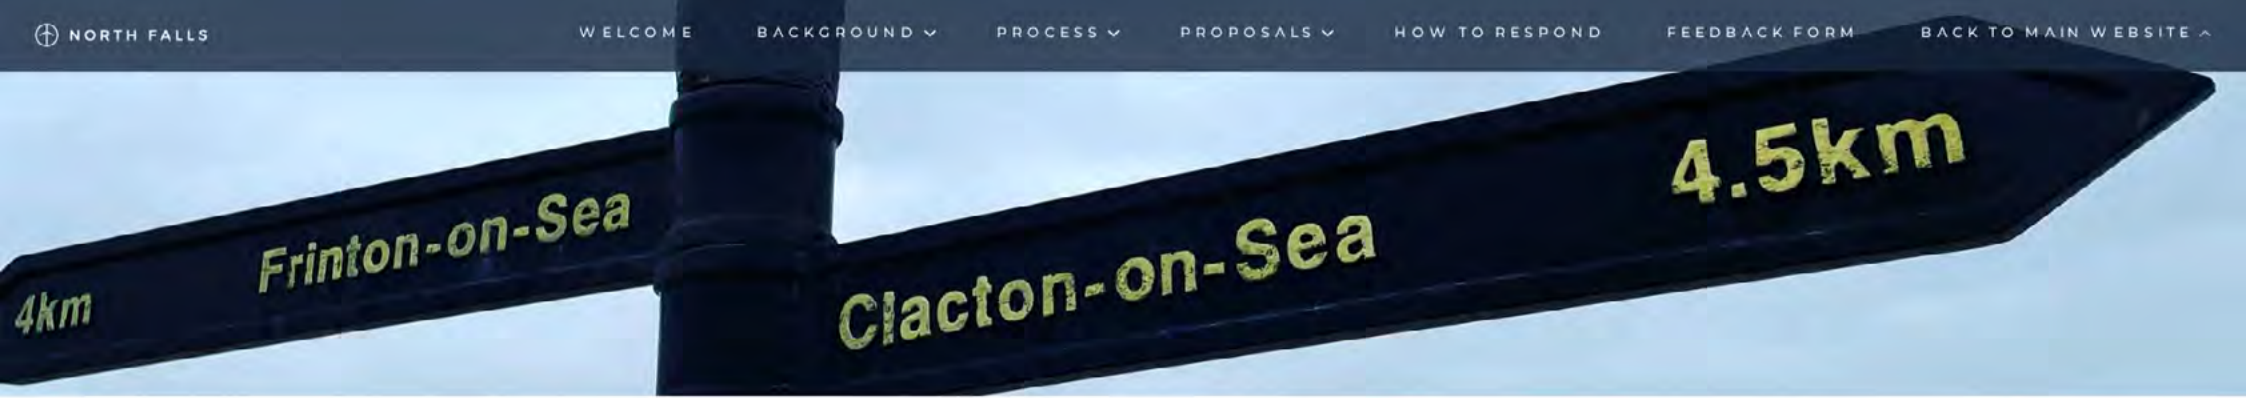 NORTH FALLS
WELCOME
BACKGROUND
PROCESS
PROPOSALS
HOW TO RESPOND
FEEDBACK FORM
BACK TO MAIN WEBSITE
4km Frinton-on-Sea
Clacton-on-Sea 4.5km